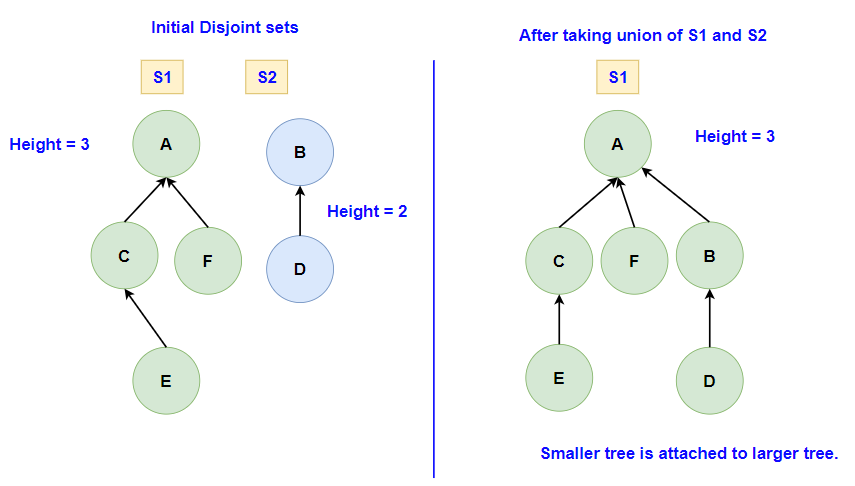 Initial Disjoint sets
S1
S2
Height = 3
A
B
Height = 2
C
F
D
E
After taking union of S1 and S2
S1
A
Height = 3
C
F
B
E
D
Smaller tree is attached to larger tree.